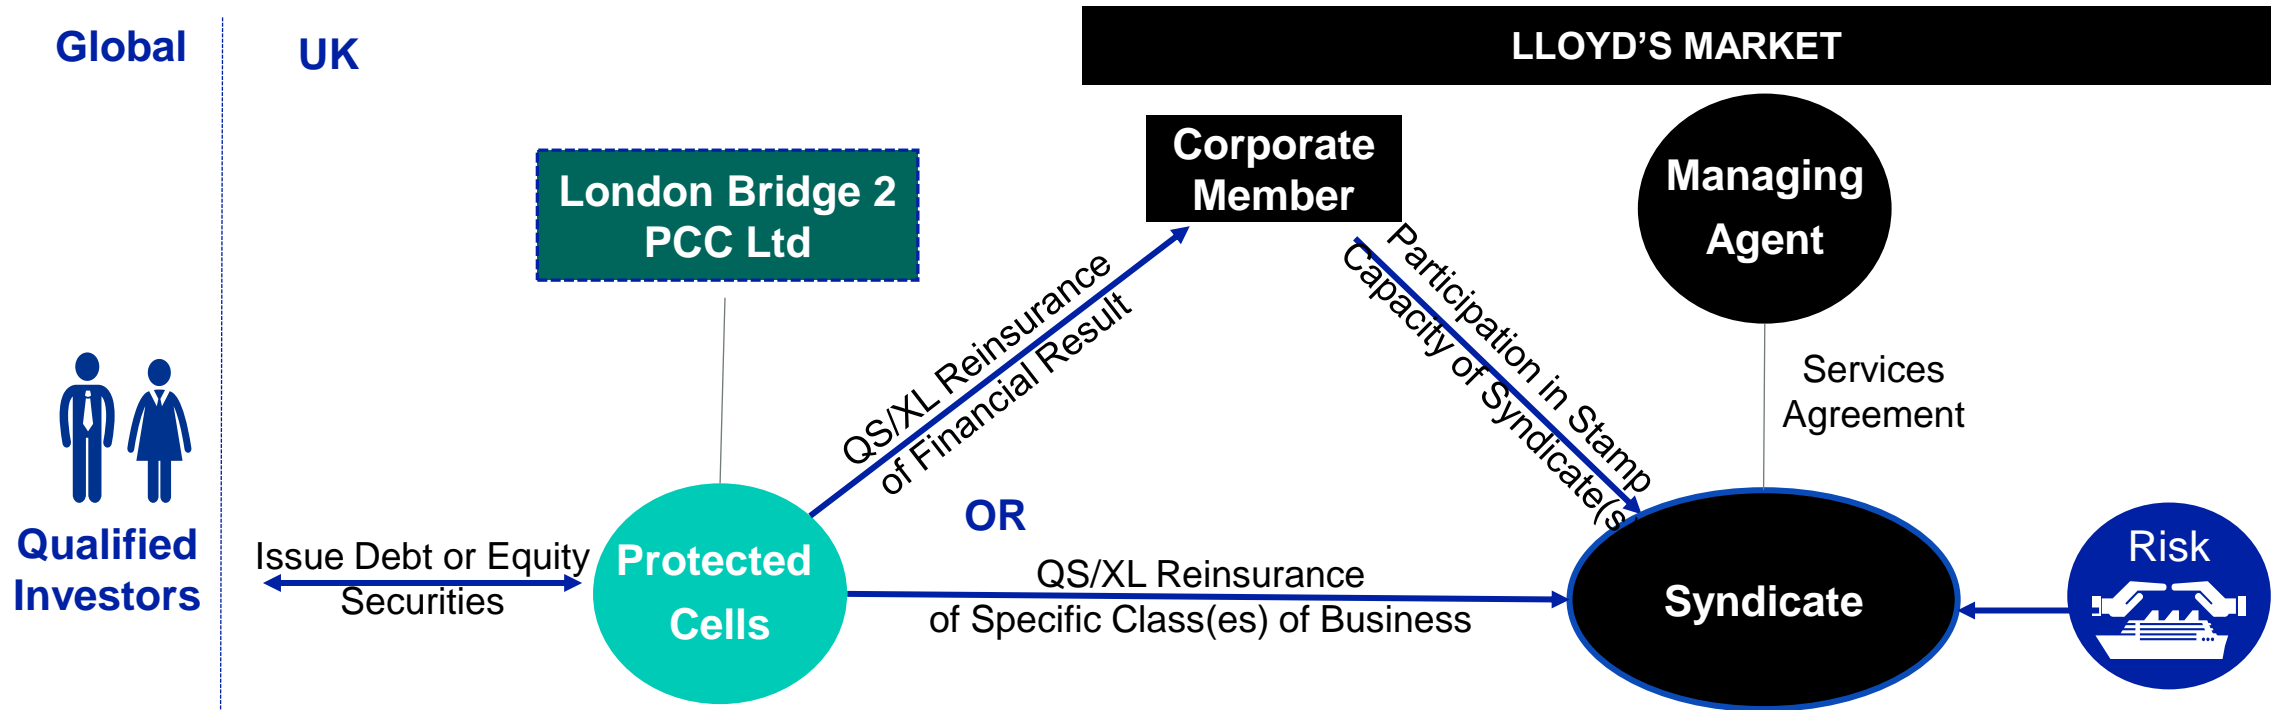 Global
UK
LLOYD'S MARKET
London Bridge 2
PCC Ltd
Corporate
Member
Managing
Agent
QS/XL Reinsurance
of Financial Result
Participation in Stamp
Capacity of Syndicate(s
Services
Agreement
Qualified
Investors
Issue Debt or Equity
Securities
Protected
Cells
OR
QS/XL Reinsurance
of Specific Class(es) of Business
Syndicate
Risk